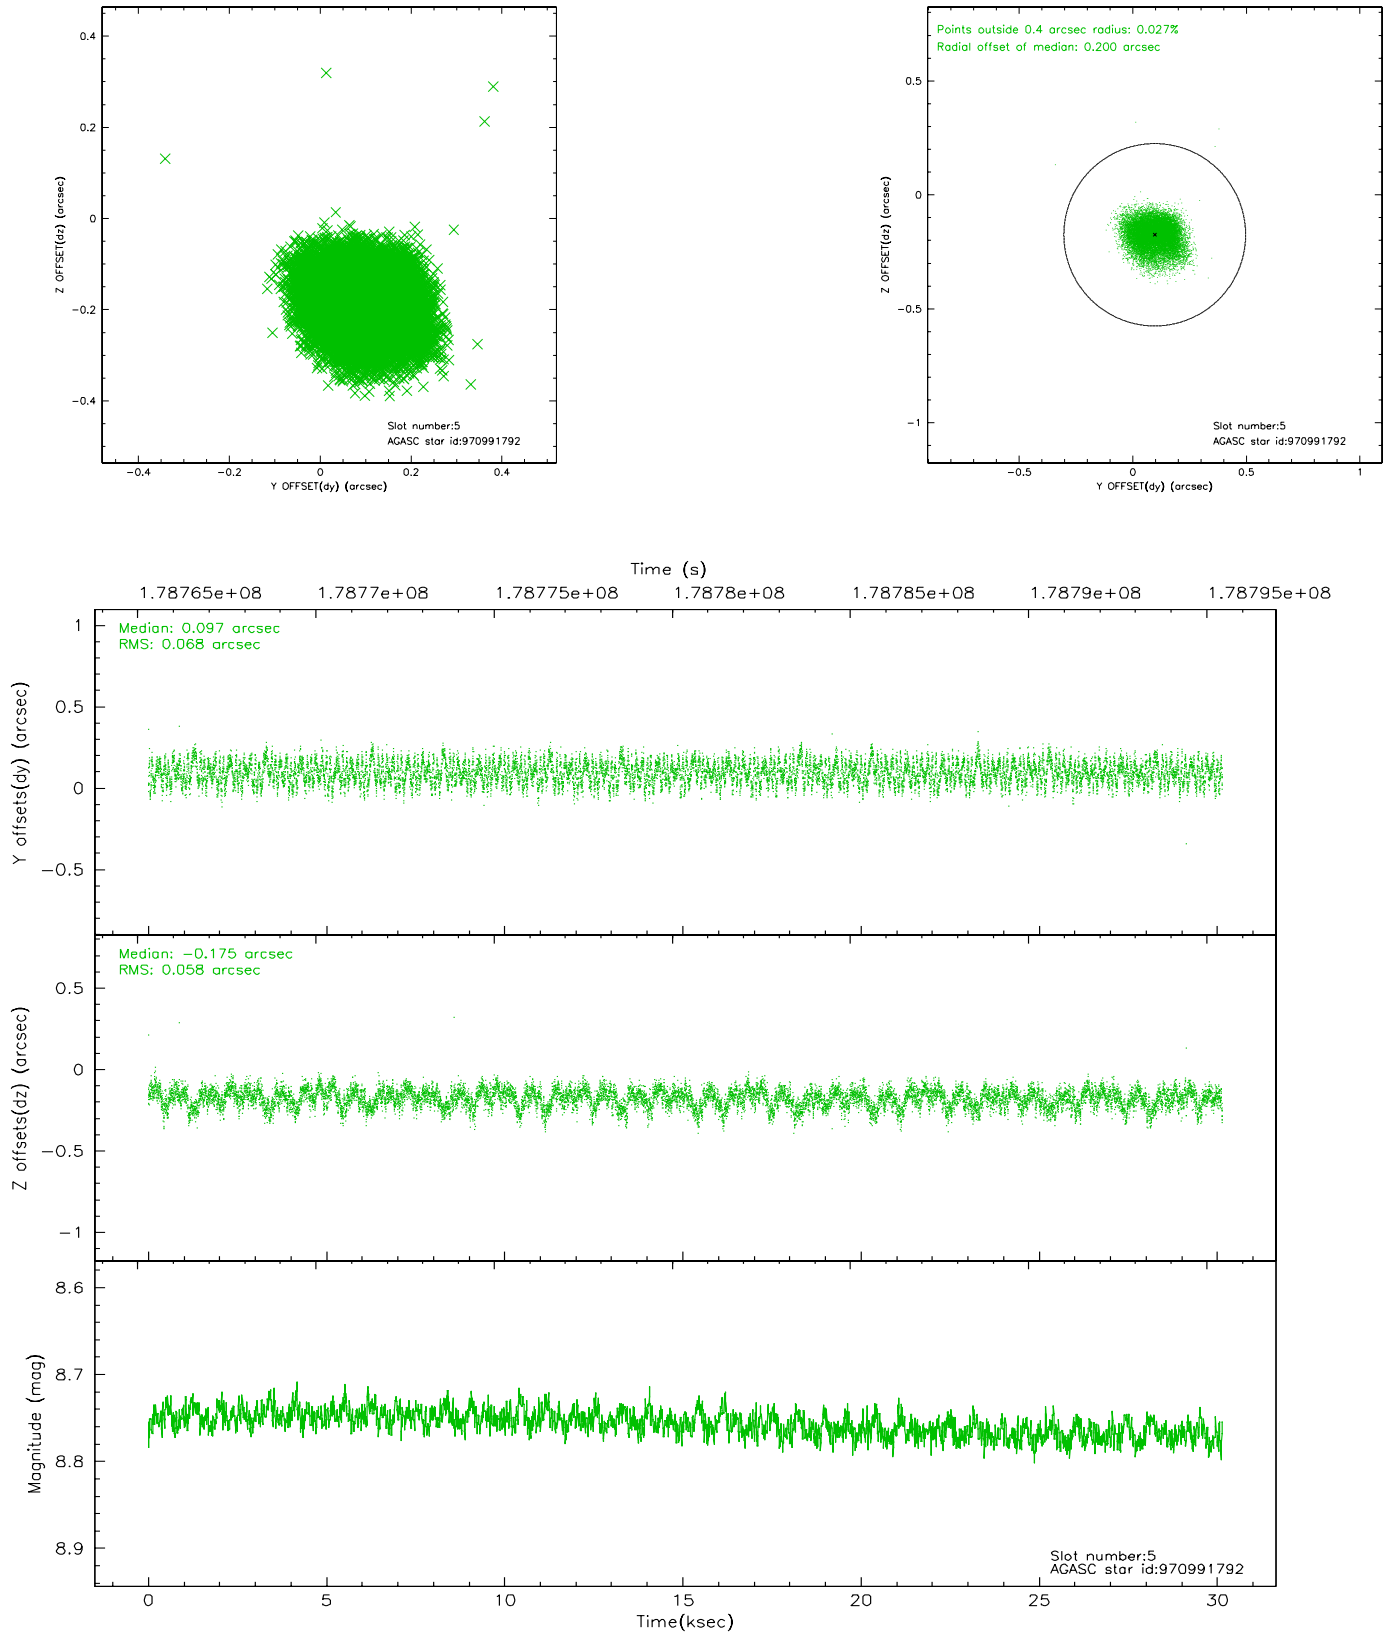 0.4
0.2
0
−0.2
−0.4
Z OFFSET(dz) (arcsec)
Slot number:5
AGASC star id:970991792
−0.4 −0.2 0 0.2 0.4
Y OFFSET(dy) (arcsec)
Points outside 0.4 arcsec radius: 0.027%
Radial offset of median: 0.200 arcsec
0.5
0
−0.5
−1
Z OFFSET(dz) (arcsec)
Slot number:5
AGASC star id:970991792
−0.5 0 0.5 1
Y OFFSET(dy) (arcsec)
Time (s)
1.78765e+08 1.7877e+08 1.78775e+08 1.7878e+08 1.78785e+08 1.7879e+08 1.78795e+08
Median: 0.097 arcsec
RMS: 0.068 arcsec
1
0.5
0
−0.5
Y offsets(dy) (arcsec)
Median: −0.175 arcsec
RMS: 0.058 arcsec
0.5
0
−0.5
−1
Z offsets(dz) (arcsec)
8.6
8.7
8.8
8.9
Magnitude (mag)
Slot number:5
AGASC star id:970991792
0 5 10 15 20 25 30
Time(ksec)